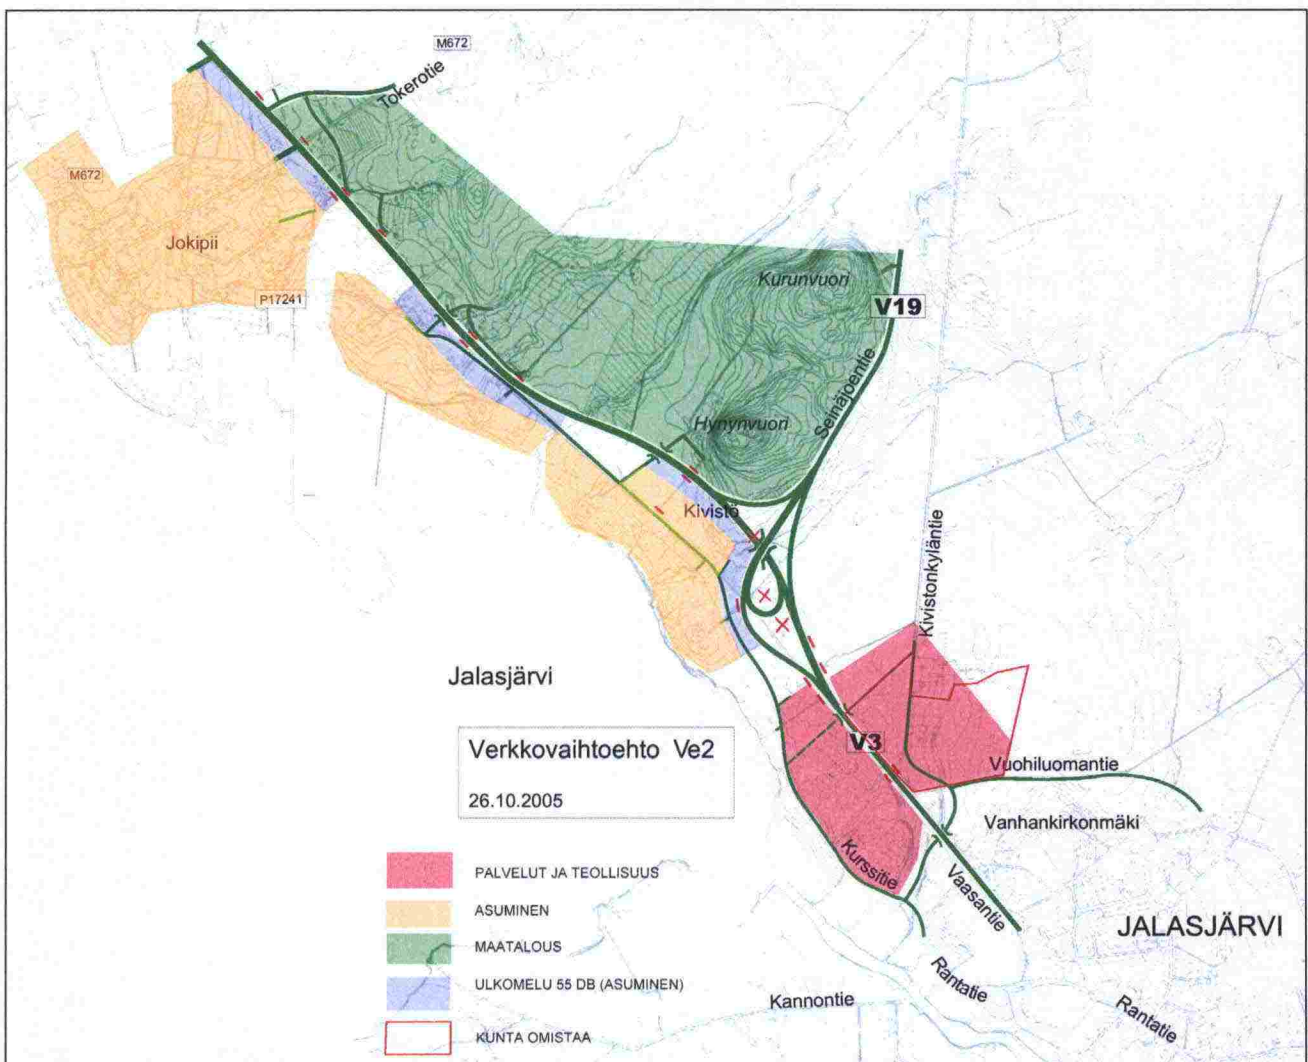 M672
Tokerotie
M672
Jokipii
P17241
Kurunvuori
V19
Seinäjoentie
Hynynvuori
Kivistö
Kivistonkyläntie
Jalasjärvi
Verkkovaihtoehto Ve2
26.10.2005
V3
Vuohiluomantie
Vanhankirkonmäki
Kurssitie
Vaasantie
JALASJÄRVI
Rantatie
Kannontie
Rantatie
PALVELUT JA TEOLLISUUS
ASUMINEN
MAATALOUS
ULKOMELU 55 DB (ASUMINEN)
KUNTA OMISTAA